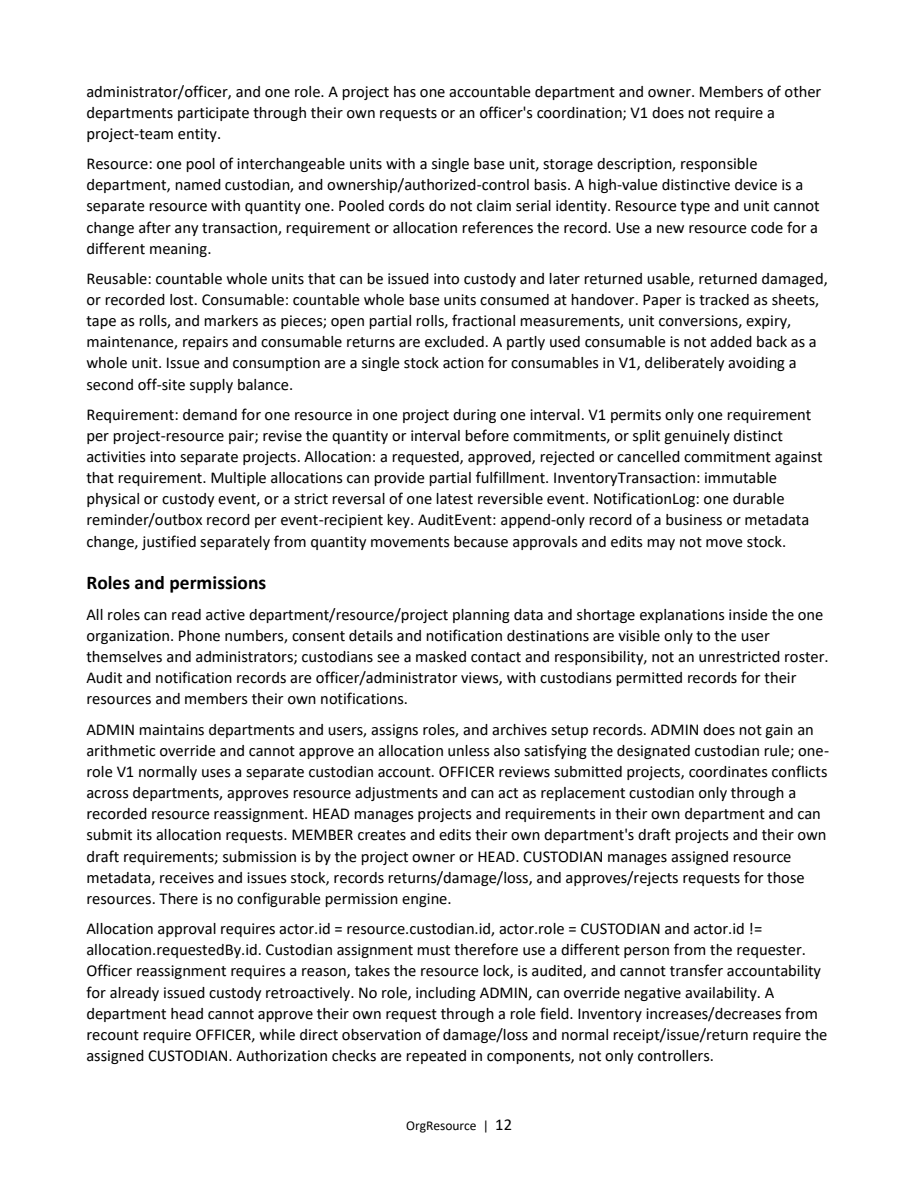 administrator/officer, and one role. A project has one accountable department and owner. Members of other
departments participate through their own requests or an officer's coordination; V1 does not require a
project-team entity.
Resource: one pool of interchangeable units with a single base unit, storage description, responsible
department, named custodian, and ownership/authorized-control basis. A high-value distinctive device is a
separate resource with quantity one. Pooled cords do not claim serial identity. Resource type and unit cannot
change after any transaction, requirement or allocation references the record. Use a new resource code for a
different meaning.
Reusable: countable whole units that can be issued into custody and later returned usable, returned damaged,
or recorded lost. Consumable: countable whole base units consumed at handover. Paper is tracked as sheets,
tape as rolls, and markers as pieces; open partial rolls, fractional measurements, unit conversions, expiry,
maintenance, repairs and consumable returns are excluded. A partly used consumable is not added back as a
whole unit. Issue and consumption are a single stock action for consumables in V1, deliberately avoiding a
second off-site supply balance.
Requirement: demand for one resource in one project during one interval. V1 permits only one requirement
per project-resource pair; revise the quantity or interval before commitments, or split genuinely distinct
activities into separate projects. Allocation: a requested, approved, rejected or cancelled commitment against
that requirement. Multiple allocations can provide partial fulfillment. InventoryTransaction: immutable
physical or custody event, or a strict reversal of one latest reversible event. NotificationLog: one durable
reminder/outbox record per event-recipient key. AuditEvent: append-only record of a business or metadata
change, justified separately from quantity movements because approvals and edits may not move stock.
Roles and permissions
All roles can read active department/resource/project planning data and shortage explanations inside the one
organization. Phone numbers, consent details and notification destinations are visible only to the user
themselves and administrators; custodians see a masked contact and responsibility, not an unrestricted roster.
Audit and notification records are officer/administrator views, with custodians permitted records for their
resources and members their own notifications.
ADMIN maintains departments and users, assigns roles, and archives setup records. ADMIN does not gain an
arithmetic override and cannot approve an allocation unless also satisfying the designated custodian rule; one-
role V1 normally uses a separate custodian account. OFFICER reviews submitted projects, coordinates conflicts
across departments, approves resource adjustments and can act as replacement custodian only through a
recorded resource reassignment. HEAD manages projects and requirements in their own department and can
submit its allocation requests. MEMBER creates and edits their own department's draft projects and their own
draft requirements; submission is by the project owner or HEAD. CUSTODIAN manages assigned resource
metadata, receives and issues stock, records returns/damage/loss, and approves/rejects requests for those
resources. There is no configurable permission engine.
Allocation approval requires actor.id = resource.custodian.id, actor.role = CUSTODIAN and actor.id !=
allocation.requestedBy.id. Custodian assignment must therefore use a different person from the requester.
Officer reassignment requires a reason, takes the resource lock, is audited, and cannot transfer accountability
for already issued custody retroactively. No role, including ADMIN, can override negative availability. A
department head cannot approve their own request through a role field. Inventory increases/decreases from
recount require OFFICER, while direct observation of damage/loss and normal receipt/issue/return require the
assigned CUSTODIAN. Authorization checks are repeated in components, not only controllers.
OrgResource | 12